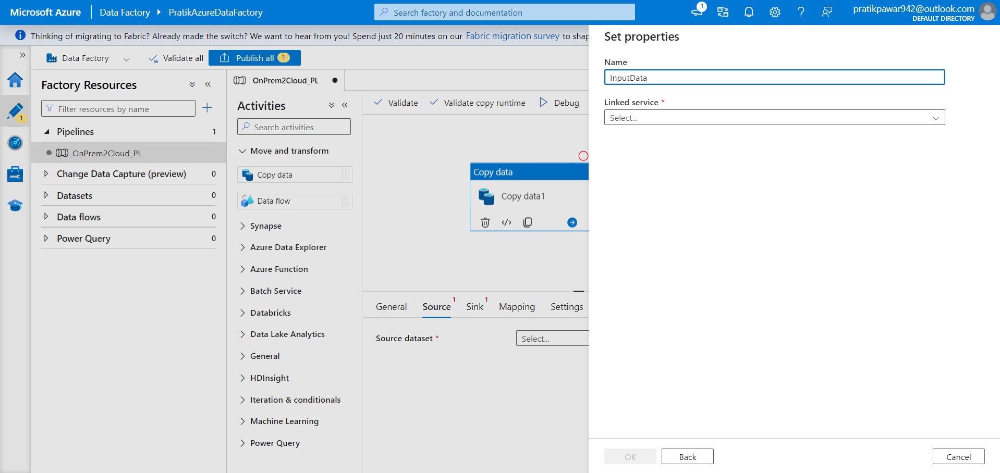 Microsoft Azure
Data Factory
PratikAzureDataFactory
Search factory and documentation
1
pratikpawar942@outlook.com
DEFAULT DIRECTORY
Thinking of migrating to Fabric? Already made the switch? We want to hear from you! Spend just 20 minutes on our Fabric migration survey to shap
Data Factory
Validate all
Publish all 1
1
Factory Resources
Filter resources by name
Pipelines 1
OnPrem2Cloud_PL
Change Data Capture (preview) 0
Datasets 0
Data flows 0
Power Query 0
OnPrem2Cloud_PL
Activities
Search activities
Move and transform
Copy data
Data flow
Synapse
Azure Data Explorer
Azure Function
Batch Service
Databricks
Data Lake Analytics
General
HDInsight
Iteration & conditionals
Machine Learning
Power Query
Validate
Validate copy runtime
Debug
Copy data
Copy data1
General
Source 1
Sink 1
Mapping
Settings
Source dataset *
Select...
Set properties
Name
InputData
Linked service *
Select...
OK
Back
Cancel